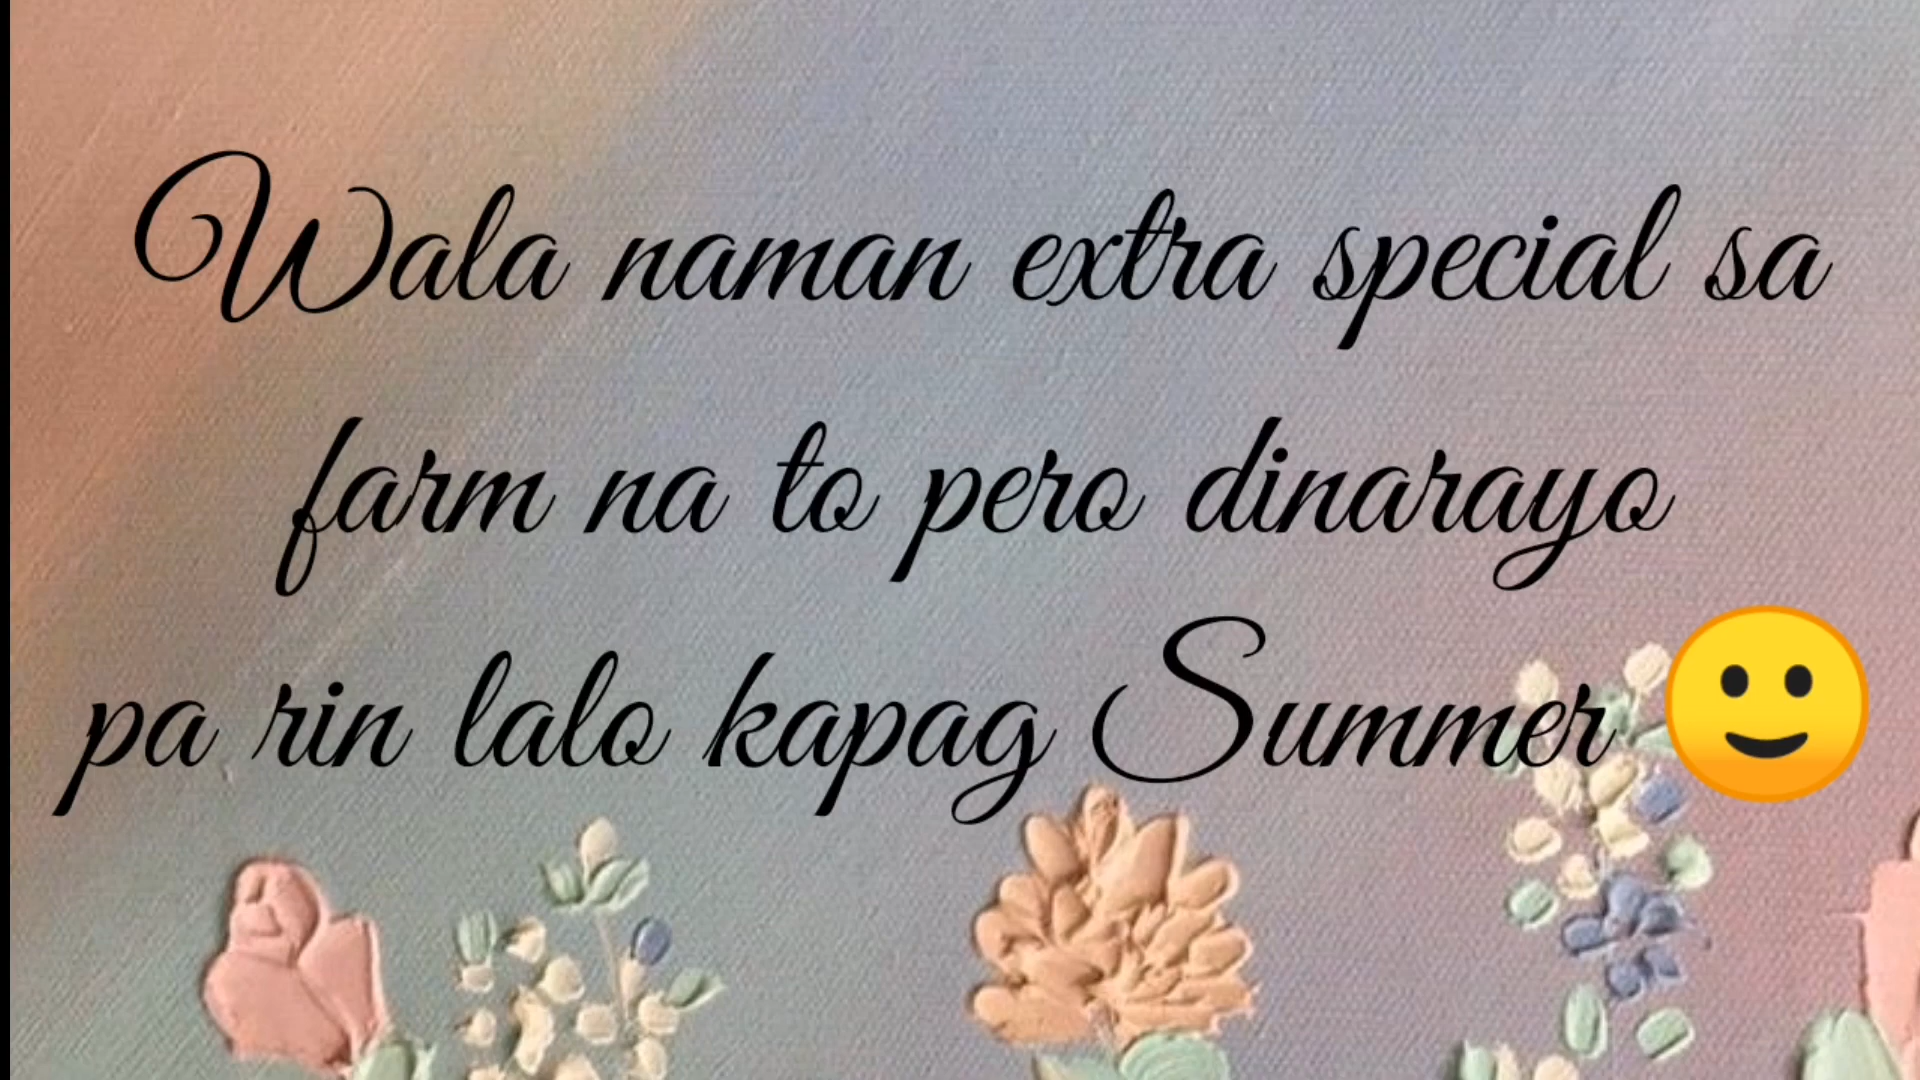 Wala naman extra special sa
farm na to pero dinarayo
pa rin lalo kapag Summer 🙂